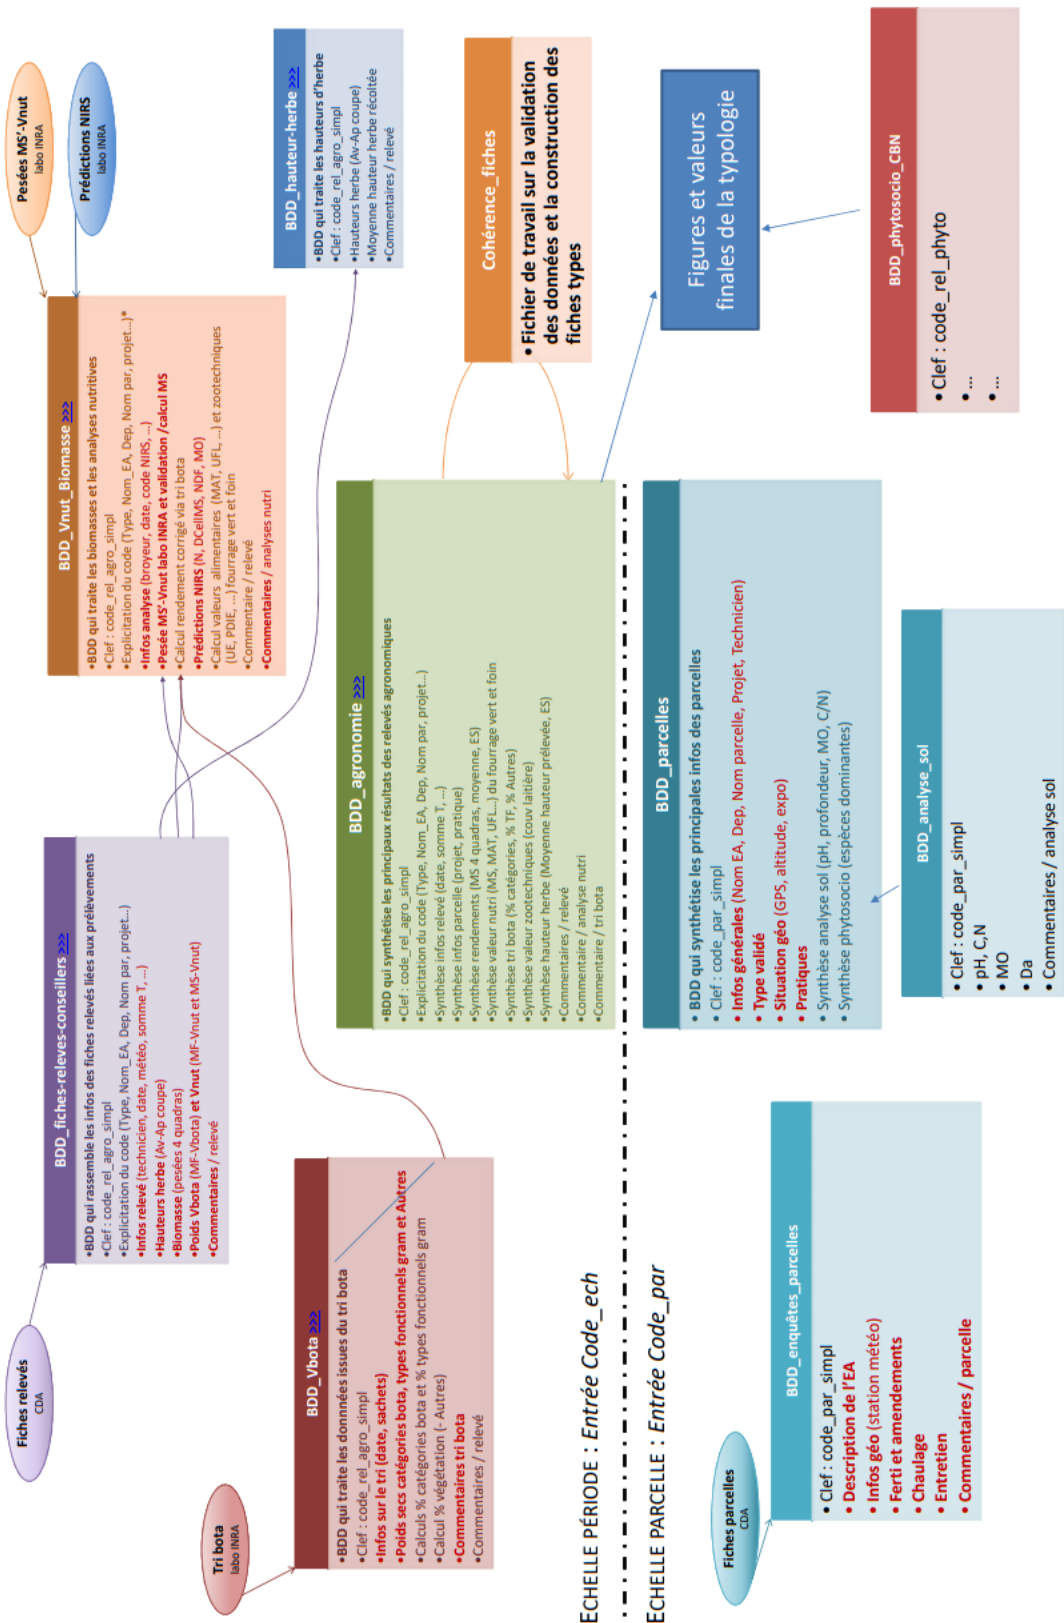 Fiches relevés
CDA
BDD_fiches-releves-conseillers >>>
•BDD qui rassemble les infos des fiches relevés liées aux prélèvements
•Clef : code_rel_agro_simpl
•Explicitation du code (Type, Nom_EA, Dep, Nom par, projet...)
•Infos relevé (technicien, date, météo, somme T, ...)
•Hauteurs herbe (Av-Ap coupe)
•Biomasse (pesées 4 quadras)
•Poids Vbota (MF-Vbota) et Vnut (MF-Vnut et MS-Vnut)
•Commentaires / relevé
Pesées MS'-Vnut
labo INRA
Prédictions NIRS
labo INRA
BDD_Vnut_Biomasse >>>
•BDD qui traite les biomasses et les analyses nutritives
•Clef : code_rel_agro_simpl
•Explicitation du code (Type, Nom_EA, Dep, Nom par, projet...)*
•Infos analyse (broyeur, date, code NIRS, ...)
•Pesée MS'-Vnut labo INRA et validation /calcul MS
•Calcul rendement corrigé via tri bota
•Prédictions NIRS (N, DCellMS, NDF, MO)
•Calcul valeurs alimentaires (MAT, UFL, ...) et zootechniques
(UE, PDIE, ...) fourrage vert et foin
•Commentaire / relevé
•Commentaires / analyses nutri
BDD_hauteur-herbe >>>
•BDD qui traite les hauteurs d'herbe
•Clef : code_rel_agro_simpl
•Hauteurs herbe (Av-Ap coupe)
•Moyenne hauteur herbe récoltée
•Commentaires / relevé
Tri bota
labo INRA
BDD_Vbota >>>
•BDD qui traite les donnnées issues du tri bota
•Clef : code_rel_agro_simpl
•Infos sur le tri (date, sachets)
•Poids secs catégories bota, types fonctionnels gram et Autres
•Calculs % catégories bota et % types fonctionnels gram
•Calcul % végétation (- Autres)
•Commentaires tri bota
•Commentaires / relevé
BDD_agronomie >>>
•BDD qui synthétise les principaux résultats des relevés agronomiques
•Clef : code_rel_agro_simpl
•Explicitation du code (Type, Nom_EA, Dep, Nom par, projet...)
•Synthèse infos relevé (date, somme T, ...)
•Synthèse infos parcelle (projet, pratique)
•Synthèse rendements (MS 4 quadras, moyenne, ES)
•Synthèse valeur nutri (MS, MAT, UFL...) du fourrage vert et foin
•Synthèse tri bota (% catégories, % TF, % Autres)
•Synthèse valeur zootechniques (couv laitière)
•Synthèse hauteur herbe (Moyenne hauteur prélevée, ES)
•Commentaires / relevé
•Commentaire / analyse nutri
•Commentaire / tri bota
Cohérence_fiches
• Fichier de travail sur la validation
des données et la construction des
fiches types
ECHELLE PÉRIODE : Entrée Code_ech
ECHELLE PARCELLE : Entrée Code_par
BDD_parcelles
• BDD qui synthétise les principales infos des parcelles
• Clef : code_par_simpl
• Infos générales (Nom EA, Dep, Nom parcelle, Projet, Technicien)
• Type validé
• Situation géo (GPS, altitude, expo)
• Pratiques
• Synthèse analyse sol (pH, profondeur, MO, C/N)
• Synthèse phytosocio (espèces dominantes)
Figures et valeurs
finales de la typologie
Fiches parcelles
CDA
BDD_enquêtes_parcelles
• Clef : code_par_simpl
• Description de l'EA
• Infos géo (station météo)
• Ferti et amendements
• Chaulage
• Entretien
• Commentaires / parcelle
BDD_analyse_sol
• Clef : code_par_simpl
• pH, C,N
• MO
• Da
• Commentaires / analyse sol
BDD_phytosocio_CBN
• Clef : code_rel_phyto
• ...
• ...